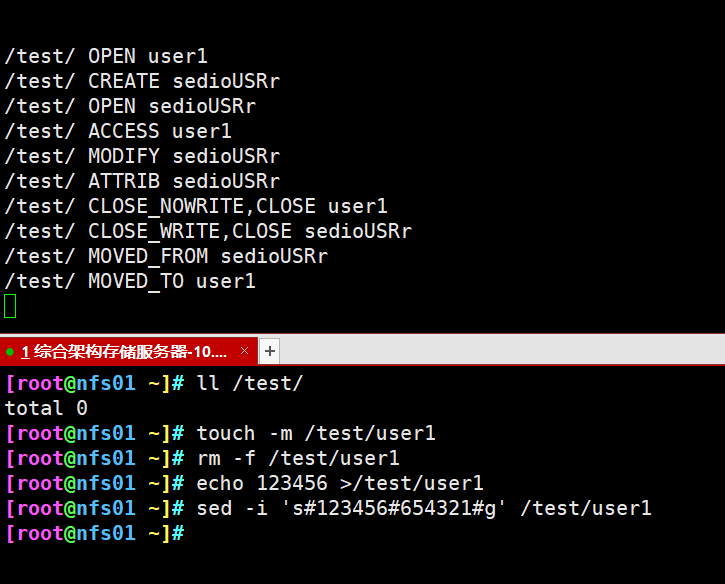 /test/ OPEN user1
/test/ CREATE sedioUSRr
/test/ OPEN sedioUSRr
/test/ ACCESS user1
/test/ MODIFY sedioUSRr
/test/ ATTRIB sedioUSRr
/test/ CLOSE_NOWRITE,CLOSE user1
/test/ CLOSE_WRITE,CLOSE sedioUSRr
/test/ MOVED_FROM sedioUSRr
/test/ MOVED_TO user1
1 综合架构存储服务器-10.... × +
[root@nfs01 ~]# ll /test/
total 0
[root@nfs01 ~]# touch -m /test/user1
[root@nfs01 ~]# rm -f /test/user1
[root@nfs01 ~]# echo 123456 >/test/user1
[root@nfs01 ~]# sed -i 's#123456#654321#g' /test/user1
[root@nfs01 ~]#